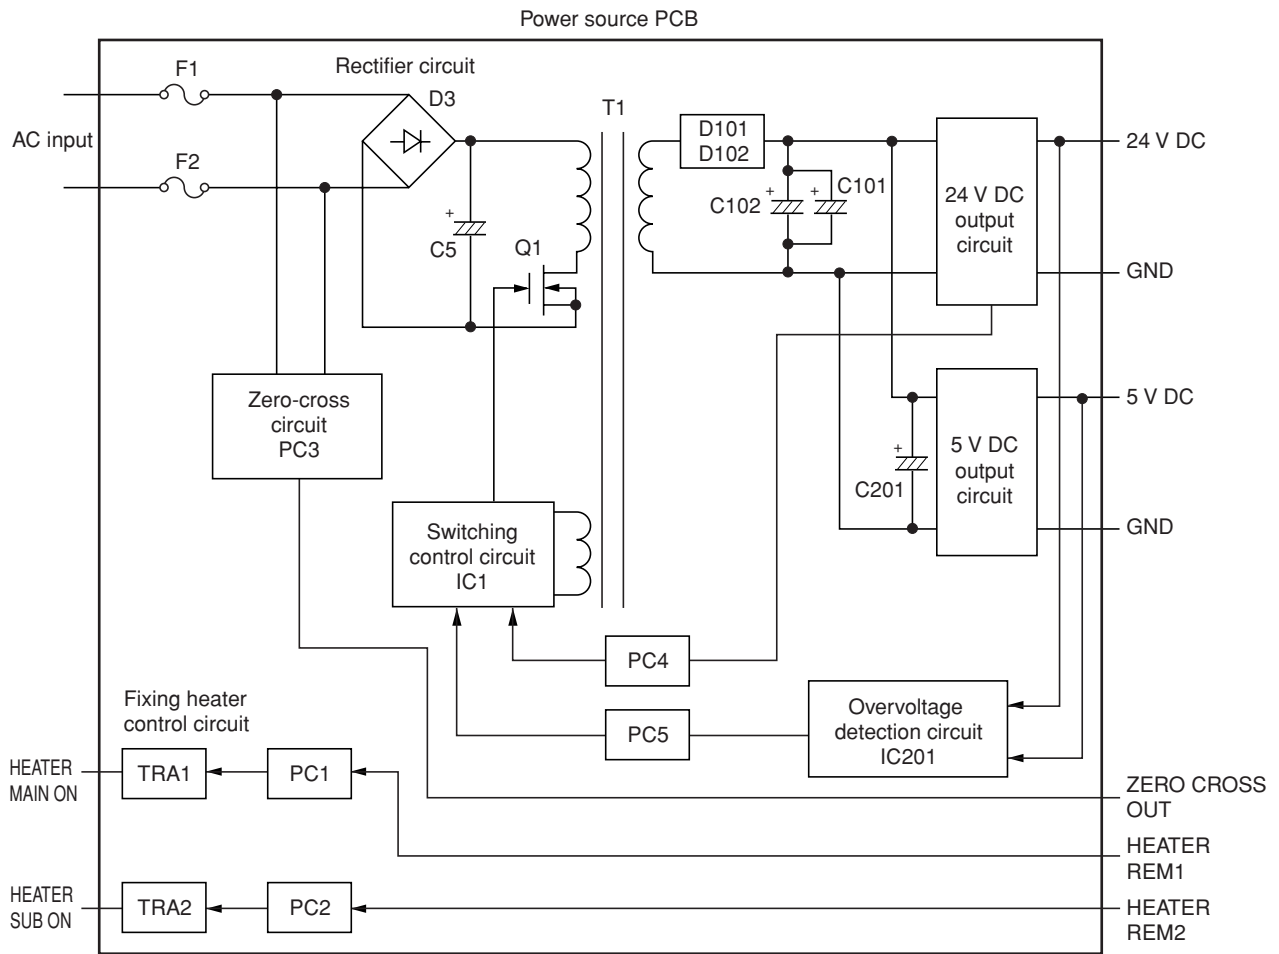 Power source PCB
F1
Rectifier circuit
D3
T1
AC input
F2
D101
D102
24 V DC
C101
C102
+
+
24 V DC
output
circuit
+
C5
Q1
GND
Zero-cross
circuit
PC3
5 V DC
+
C201
5 V DC
output
circuit
Switching
control circuit
IC1
GND
PC4
Fixing heater
control circuit
PC5
Overvoltage
detection circuit
IC201
HEATER
MAIN ON
TRA1
PC1
ZERO CROSS
OUT
HEATER
REM1
HEATER
SUB ON
TRA2
PC2
HEATER
REM2